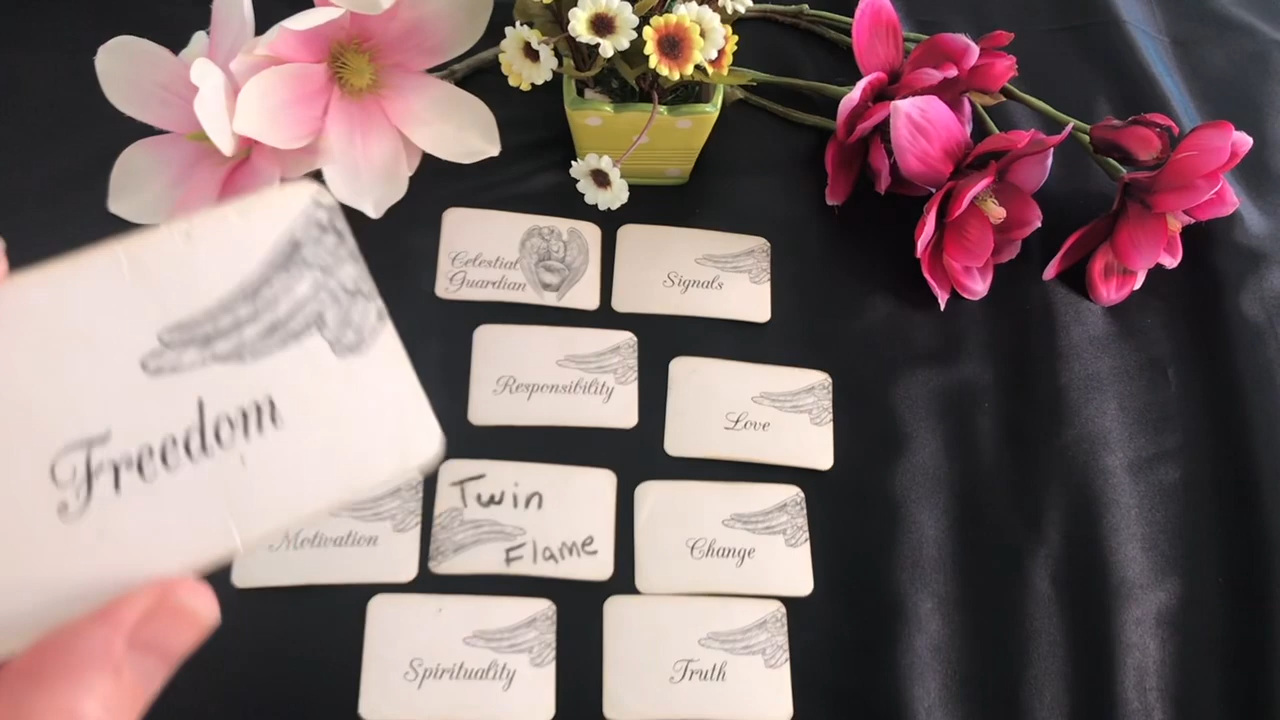 Celestial
Guardian
Signals
Responsibility
Love
Freedom
Motivation
Twin
Flame
Change
Spirituality
Truth